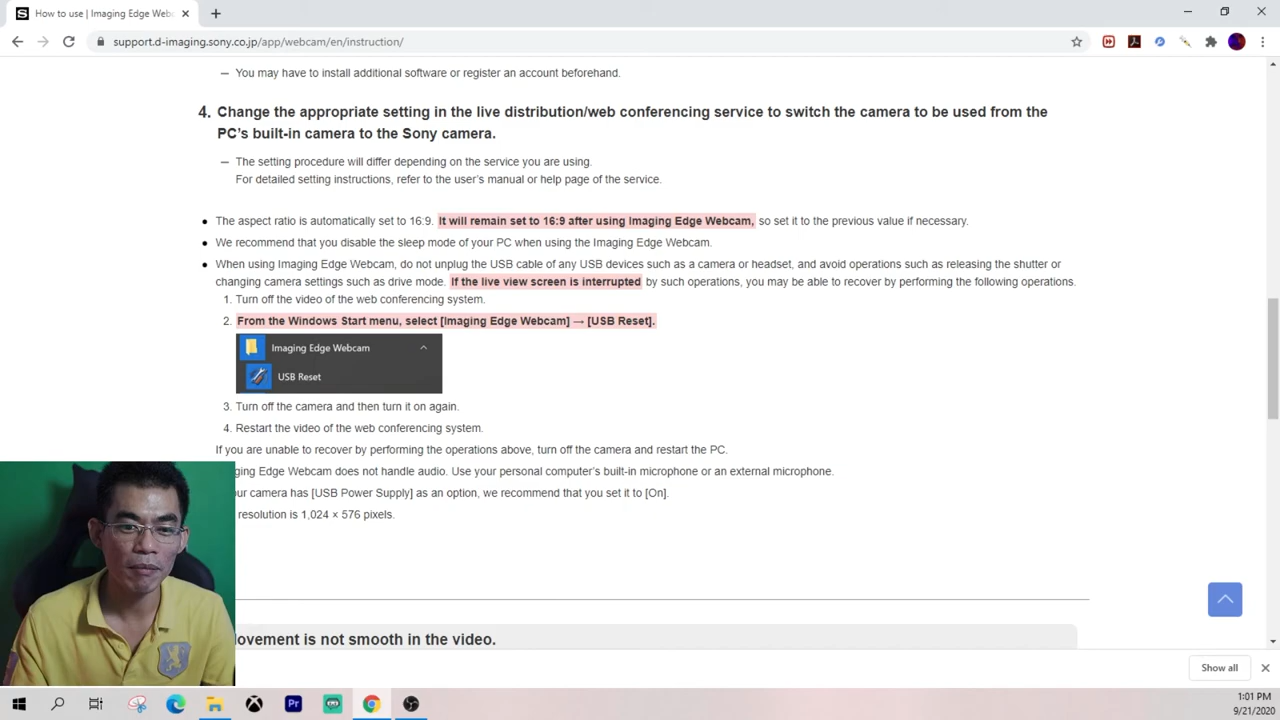 How to use | Imaging Edge Web
support.d-imaging.sony.co.jp/app/webcam/en/instruction/
– You may have to install additional software or register an account beforehand.
4. Change the appropriate setting in the live distribution/web conferencing service to switch the camera to be used from the
PC's built-in camera to the Sony camera.
– The setting procedure will differ depending on the service you are using.
For detailed setting instructions, refer to the user's manual or help page of the service.
• The aspect ratio is automatically set to 16:9. It will remain set to 16:9 after using Imaging Edge Webcam, so set it to the previous value if necessary.
• We recommend that you disable the sleep mode of your PC when using the Imaging Edge Webcam.
• When using Imaging Edge Webcam, do not unplug the USB cable of any USB devices such as a camera or headset, and avoid operations such as releasing the shutter or
changing camera settings such as drive mode. If the live view screen is interrupted by such operations, you may be able to recover by performing the following operations.
1. Turn off the video of the web conferencing system.
2. From the Windows Start menu, select [Imaging Edge Webcam] → [USB Reset].
Imaging Edge Webcam
USB Reset
3. Turn off the camera and then turn it on again.
4. Restart the video of the web conferencing system.
If you are unable to recover by performing the operations above, turn off the camera and restart the PC.
ging Edge Webcam does not handle audio. Use your personal computer's built-in microphone or an external microphone.
ur camera has [USB Power Supply] as an option, we recommend that you set it to [On].
resolution is 1,024 × 576 pixels.
ovement is not smooth in the video.
Show all
Pr
1:01 PM
9/21/2020